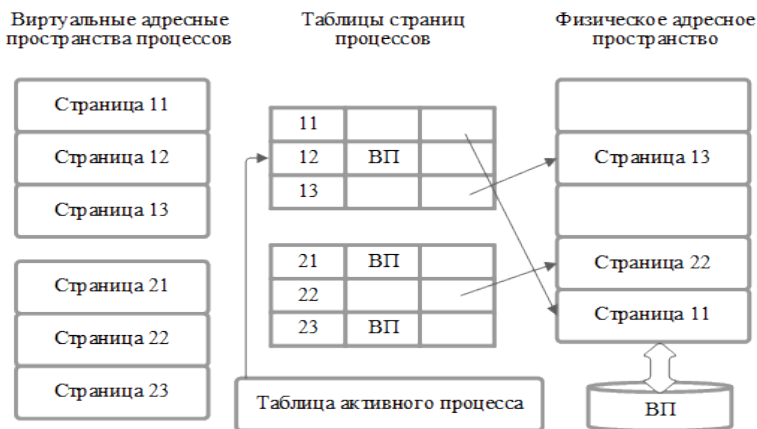 Виртуальные адресные
пространства процессов
Таблицы страниц
процессов
Физическое адресное
пространство
Страница 11
Страница 12
Страница 13
Страница 21
Страница 22
Страница 23
11
12 ВП
13
21 ВП
22
23 ВП
Таблица активного процесса
Страница 13
Страница 22
Страница 11
ВП